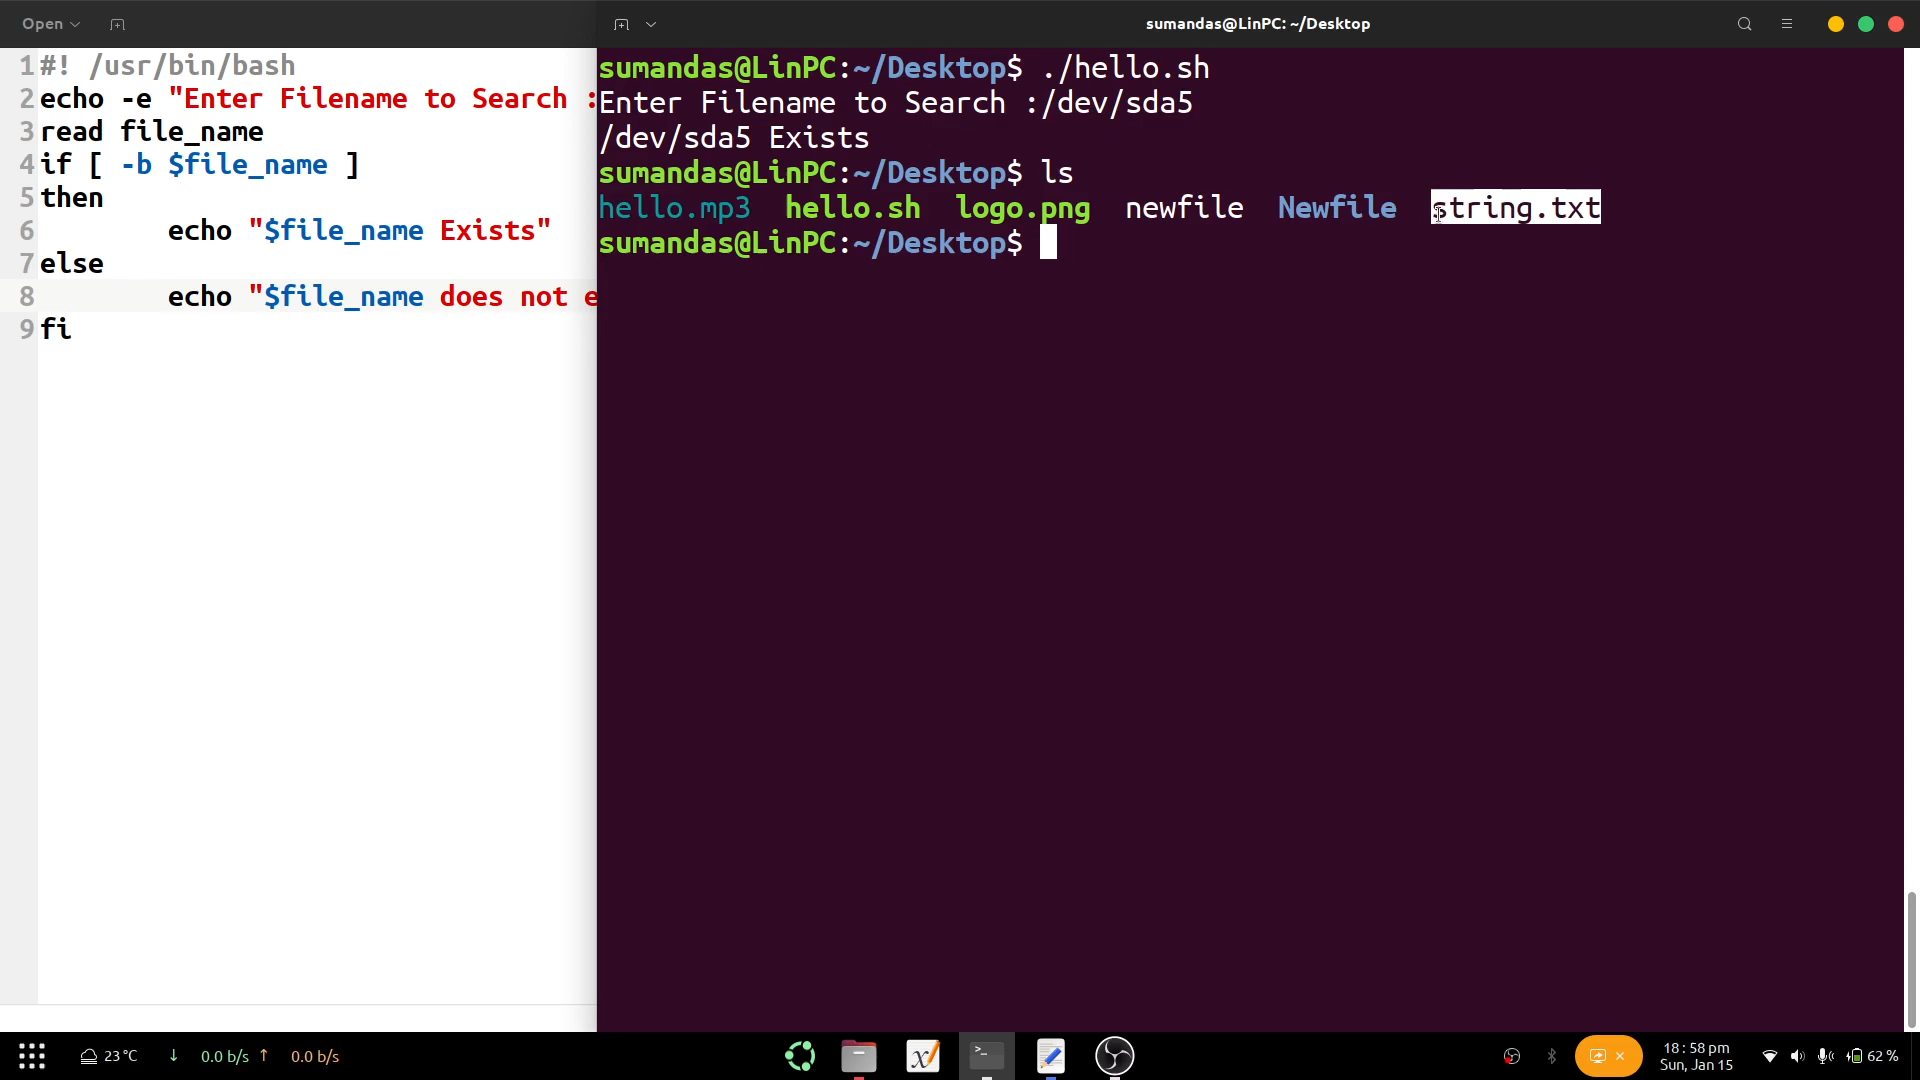 Open
sumandas@LinPC: ~/Desktop
1 #! /usr/bin/bash
2 echo -e "Enter Filename to Search :
3 read file_name
4 if [ -b $file_name ]
5 then
6 echo "$file_name Exists"
7 else
8 echo "$file_name does not e
9 fi
sumandas@LinPC:~/Desktop$ ./hello.sh
Enter Filename to Search :/dev/sda5
/dev/sda5 Exists
sumandas@LinPC:~/Desktop$ ls
hello.mp3 hello.sh logo.png newfile Newfile string.txt
sumandas@LinPC:~/Desktop$
23°C ↓ 0.0 b/s ↑ 0.0 b/s
18 : 58 pm
Sun, Jan 15
62 %